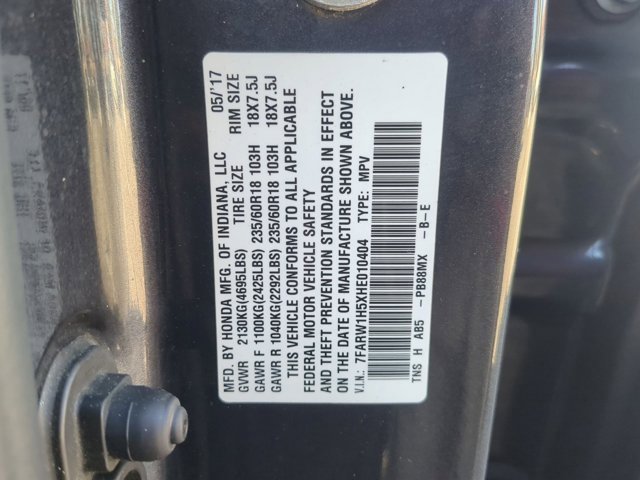 MFD. BY HONDA MFG. OF INDIANA, LLC 05/'17
GVWR 2130KG(4695LBS) TIRE SIZE RIM SIZE
GAWR F 1100KG(2425LBS) 235/60R18 103H 18X7.5J
GAWR R 1040KG(2292LBS) 235/60R18 103H 18X7.5J
THIS VEHICLE CONFORMS TO ALL APPLICABLE
FEDERAL MOTOR VEHICLE SAFETY
AND THEFT PREVENTION STANDARDS IN EFFECT
ON THE DATE OF MANUFACTURE SHOWN ABOVE.
V.I.N.: 7FARW1H5XHE010404 TYPE: MPV
TNS H AB5 -PB88MX -B-E